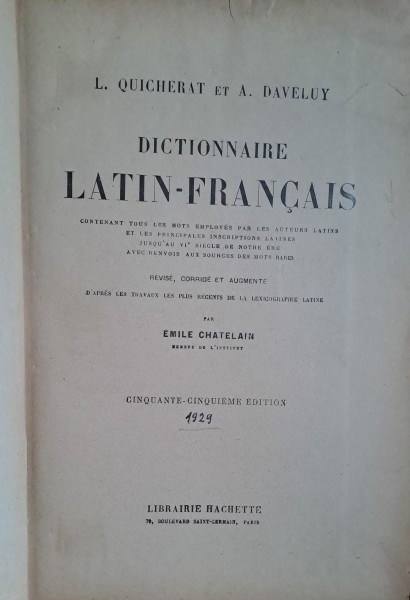 L. QUICHERAT ET A. DAVELUY
DICTIONNAIRE
LATIN-FRANÇAIS
CONTENANT TOUS LES MOTS EMPLOYÉS PAR LES AUTEURS LATINS
ET LES PRINCIPALES INSCRIPTIONS LATINES
JUSQU'AU VIe SIÈCLE DE NOTRE ÈRE
AVEC RENVOIS AUX SOURCES DES MOTS RARES
REVISÉ, CORRIGÉ ET AUGMENTÉ
D'APRÈS LES TRAVAUX LES PLUS RÉCENTS DE LA LEXICOGRAPHIE LATINE
PAR
ÉMILE CHATELAIN
MEMBRE DE L'INSTITUT
CINQUANTE-CINQUIÈME ÉDITION
1929
LIBRAIRIE HACHETTE
79, BOULEVARD SAINT-GERMAIN, PARIS